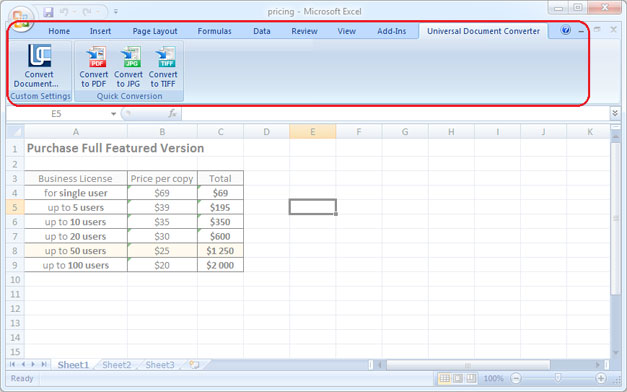 pricing - Microsoft Excel
Home Insert Page Layout Formulas Data Review View Add-Ins Universal Document Converter
UDC PDF JPG TIFF
Convert Document... Convert to PDF Convert to JPG Convert to TIFF
Custom Settings Quick Conversion
E5 fx
A B C D E F G H I J K
1 Purchase Full Featured Version
2
3 Business License Price per copy Total
4 for single user $69 $69
5 up to 5 users $39 $195
6 up to 10 users $35 $350
7 up to 20 users $30 $600
8 up to 50 users $25 $1 250
9 up to 100 users $20 $2 000
10
11
12
13
14
15
Sheet1 Sheet2 Sheet3
Ready 100%